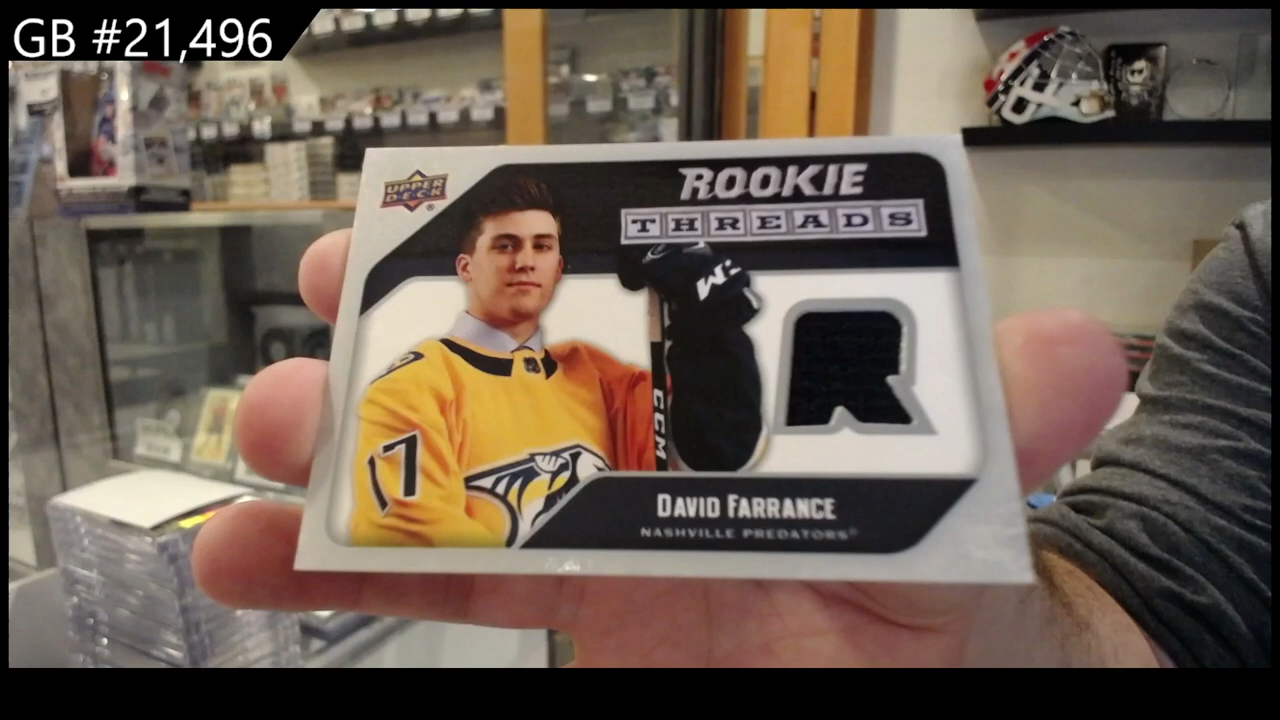 GB #21,496
UPPER DECK®
ROOKIE
THREADS
CCM
17
DAVID FARRANCE
NASHVILLE PREDATORS®